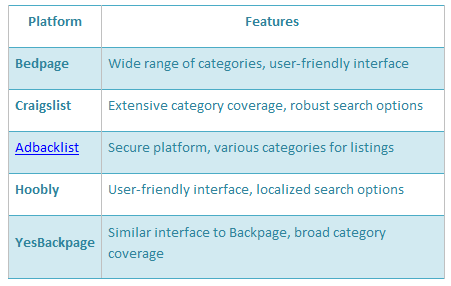 Platform Features
Bedpage Wide range of categories, user-friendly interface
Craigslist Extensive category coverage, robust search options
Adbacklist Secure platform, various categories for listings
Hoobly User-friendly interface, localized search options
YesBackpage Similar interface to Backpage, broad category
coverage